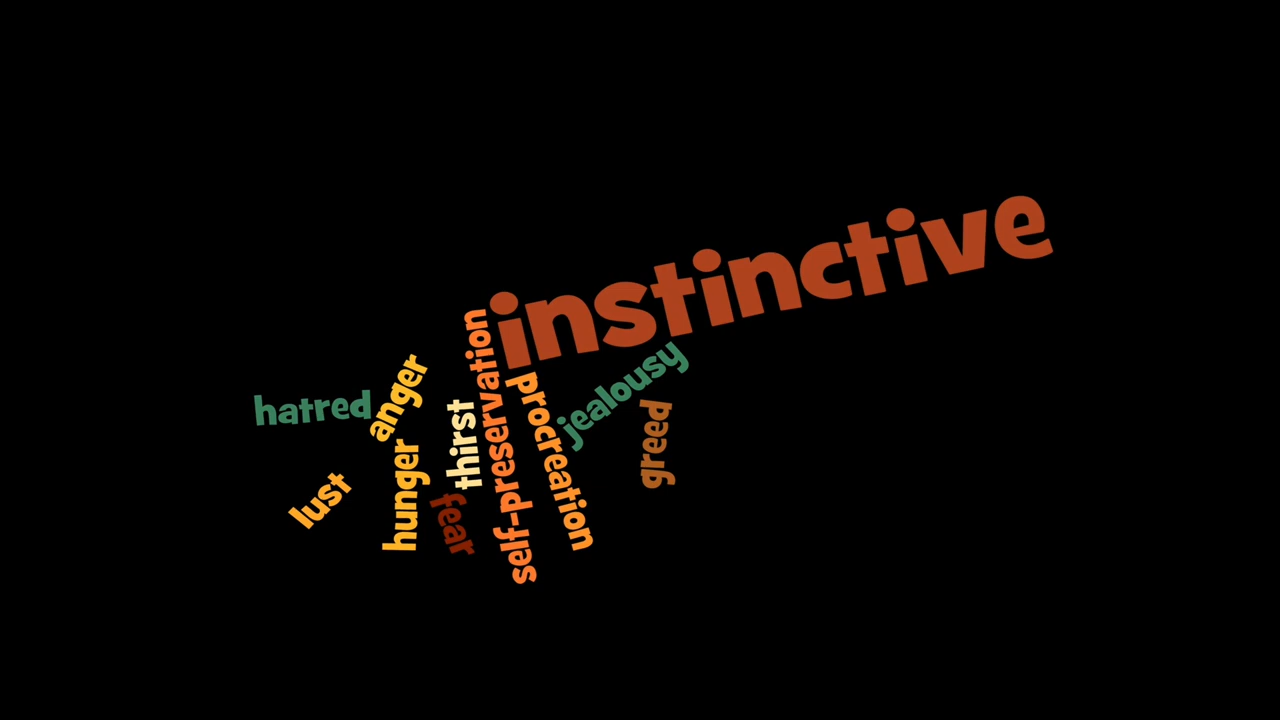 instinctive
self-preservation
procreation
jealousy
anger
hatred
thirst
greed
hunger
lust
fear